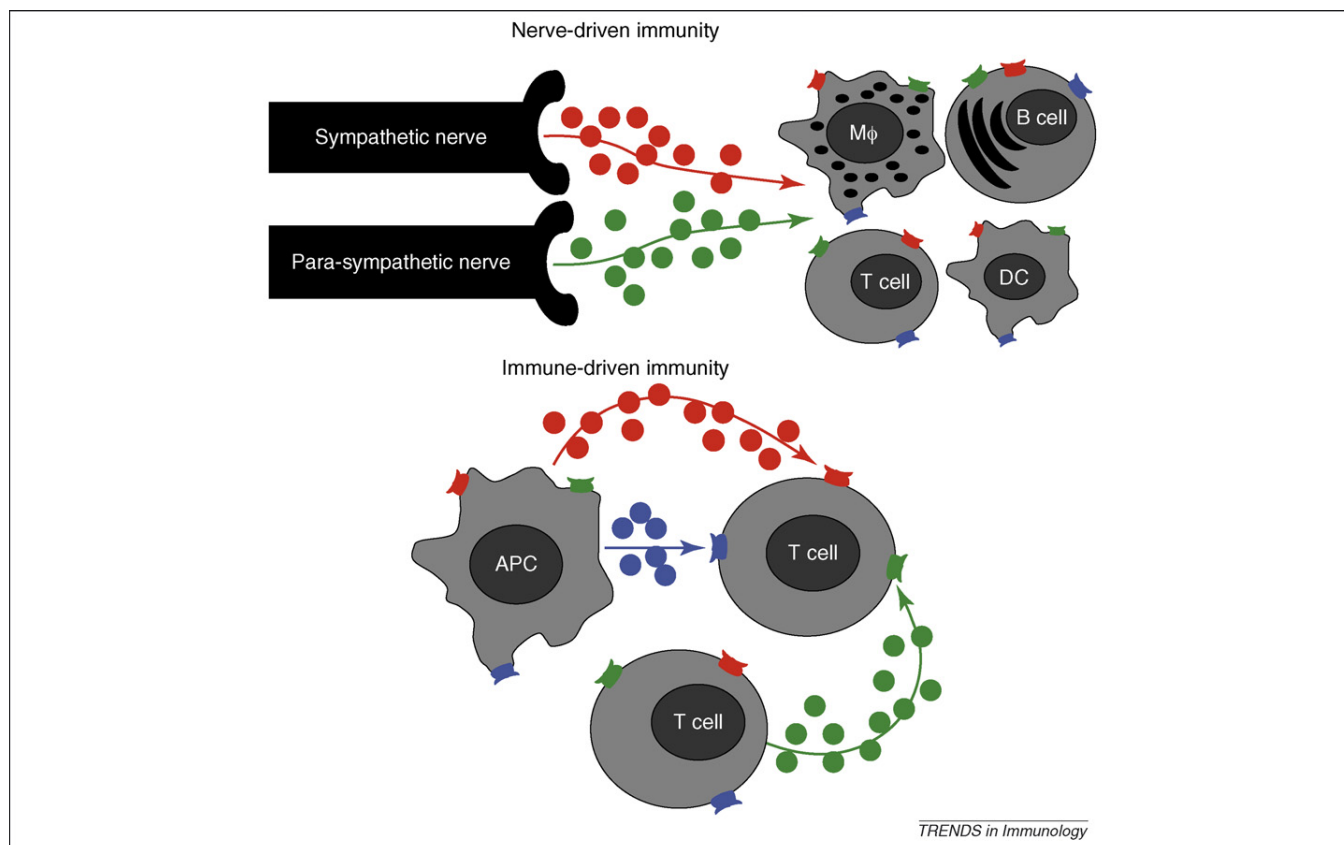 Nerve-driven immunity
Sympathetic nerve
Para-sympathetic nerve
Mϕ
B cell
T cell
DC
Immune-driven immunity
APC
T cell
T cell
TRENDS in Immunology